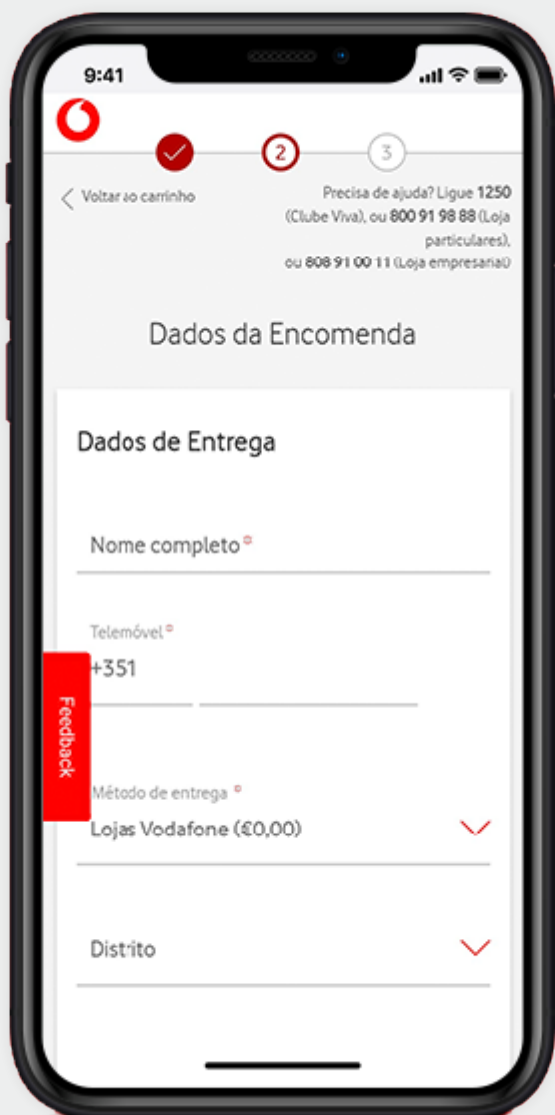 9:41
2
3
Voltar ao carrinho
Precisa de ajuda? Ligue 1250
(Clube Viva), ou 800 91 98 88 (Loja
particulares),
ou 808 91 00 11 (Loja empresarial)
Dados da Encomenda
Dados de Entrega
Nome completo*
Telemóvel*
+351
Feedback
Método de entrega *
Lojas Vodafone (€0,00)
Distrito